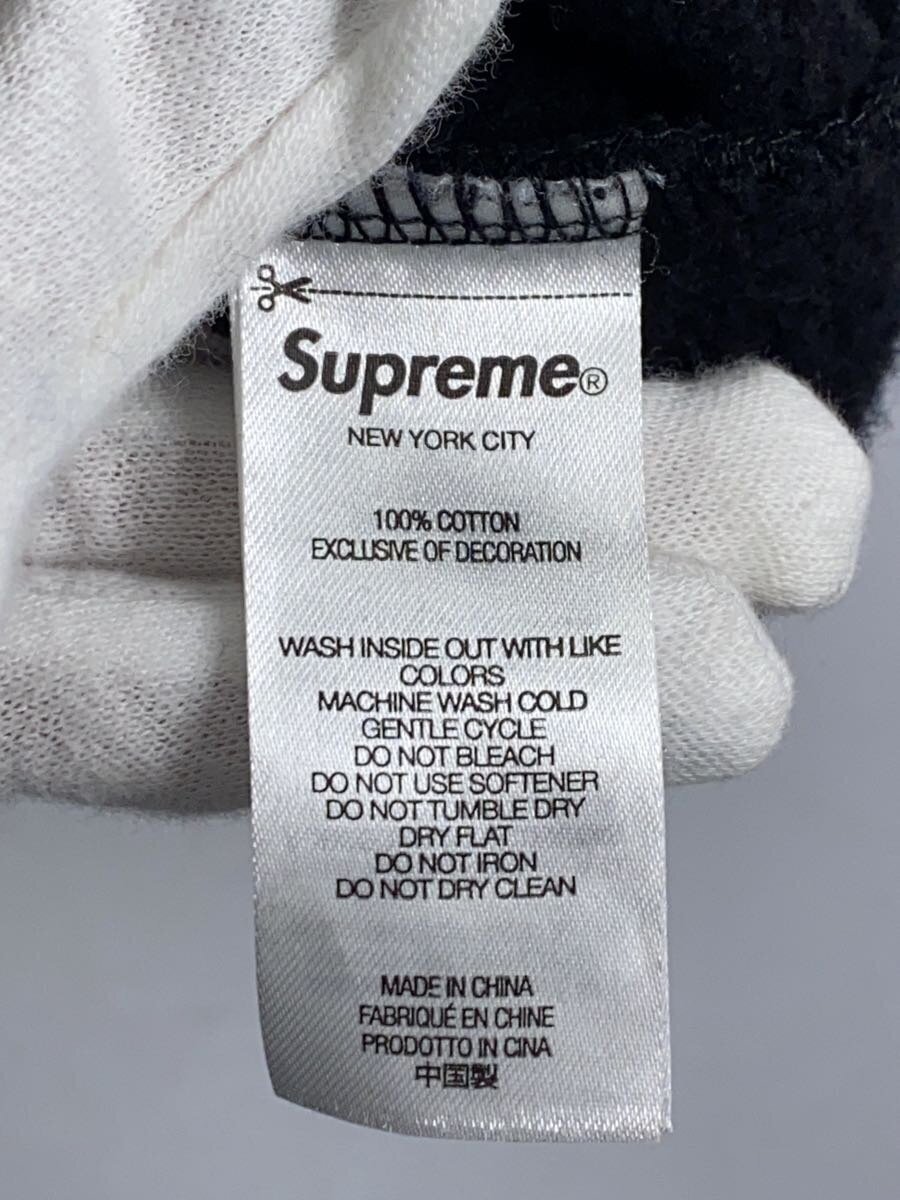 Supreme®
NEW YORK CITY
100% COTTON
EXCLUSIVE OF DECORATION
WASH INSIDE OUT WITH LIKE
COLORS
MACHINE WASH COLD
GENTLE CYCLE
DO NOT BLEACH
DO NOT USE SOFTENER
DO NOT TUMBLE DRY
DRY FLAT
DO NOT IRON
DO NOT DRY CLEAN
MADE IN CHINA
FABRIQUÉ EN CHINE
PRODOTTO IN CINA
中国製